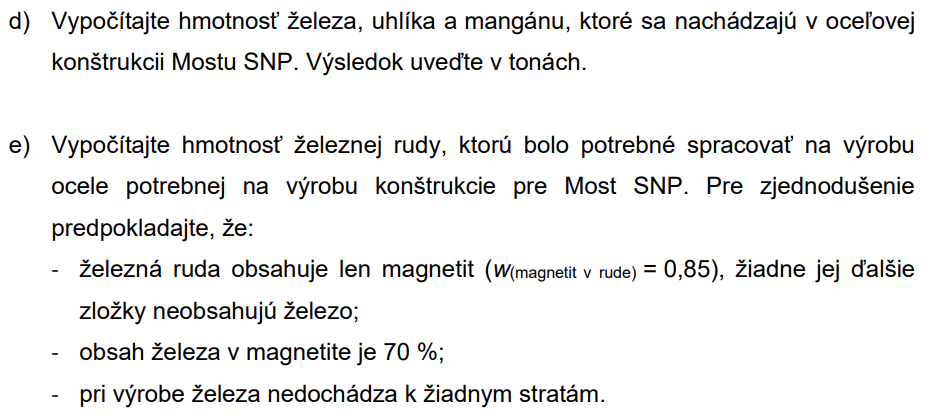 d) Vypočítajte hmotnosť železa, uhlíka a mangánu, ktoré sa nachádzajú v oceľovej
konštrukcii Mostu SNP. Výsledok uveďte v tonách.
e) Vypočítajte hmotnosť železnej rudy, ktorú bolo potrebné spracovať na výrobu
ocele potrebnej na výrobu konštrukcie pre Most SNP. Pre zjednodušenie
predpokladajte, že:
- železná ruda obsahuje len magnetit (w(magnetit v rude) = 0,85), žiadne jej ďalšie
zložky neobsahujú železo;
- obsah železa v magnetite je 70 %;
- pri výrobe železa nedochádza k žiadnym stratám.